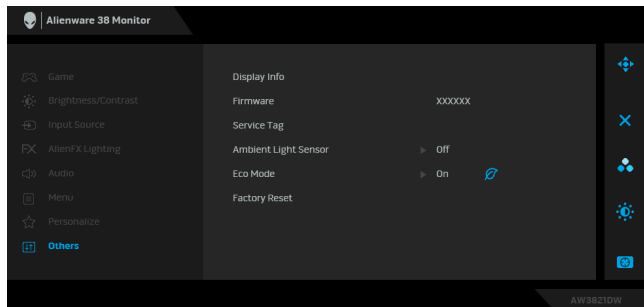 Alienware 38 Monitor
Game
Brightness/Contrast
Input Source
AlienFX Lighting
Audio
Menu
Personalize
Others
Display Info
Firmware XXXXXX
Service Tag
Ambient Light Sensor Off
Eco Mode On
Factory Reset
AW3821DW